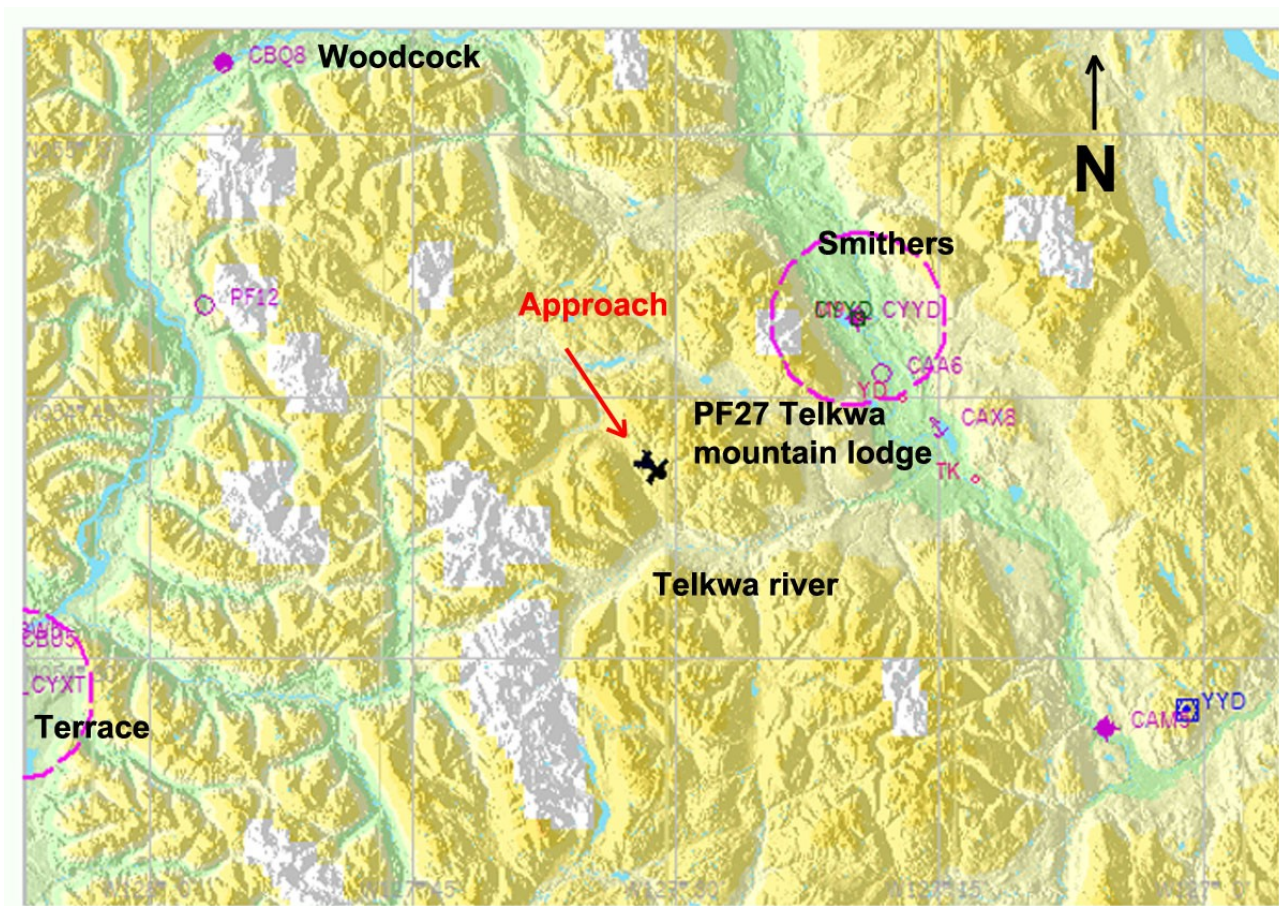 CBQ8 Woodcock
N
Smithers
PF12
Approach
CYYD
CAA6
YD
PF27 Telkwa
mountain lodge
CAX8
TK
Telkwa river
CYXT
Terrace
CAM5
YYD